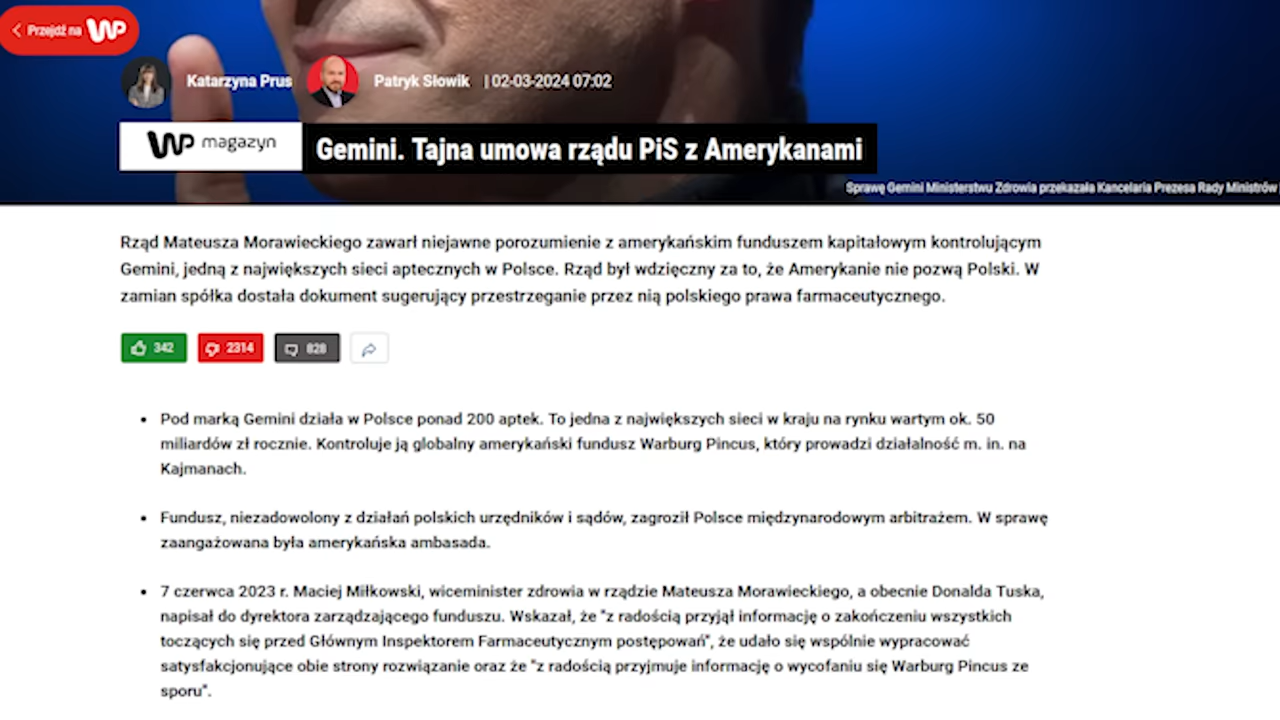 Przejdź na WP
Katarzyna Prus Patryk Słowik | 02-03-2024 07:02
WP magazyn Gemini. Tajna umowa rządu PiS z Amerykanami
Sprawę Gemini Ministerstwu Zdrowia przekazała Kancelaria Prezesa Rady Ministrów
Rząd Mateusza Morawieckiego zawarł niejawne porozumienie z amerykańskim funduszem kapitałowym kontrolującym
Gemini, jedną z największych sieci aptecznych w Polsce. Rząd był wdzięczny za to, że Amerykanie nie pozwą Polski. W
zamian spółka dostała dokument sugerujący przestrzeganie przez nią polskiego prawa farmaceutycznego.
342 2314 828
• Pod marką Gemini działa w Polsce ponad 200 aptek. To jedna z największych sieci w kraju na rynku wartym ok. 50
miliardów zł rocznie. Kontroluje ją globalny amerykański fundusz Warburg Pincus, który prowadzi działalność m. in. na
Kajmanach.
• Fundusz, niezadowolony z działań polskich urzędników i sądów, zagroził Polsce międzynarodowym arbitrażem. W sprawę
zaangażowana była amerykańska ambasada.
• 7 czerwca 2023 r. Maciej Miłkowski, wiceminister zdrowia w rządzie Mateusza Morawieckiego, a obecnie Donalda Tuska,
napisał do dyrektora zarządzającego funduszu. Wskazał, że "z radością przyjął informację o zakończeniu wszystkich
toczących się przed Głównym Inspektorem Farmaceutycznym postępowań", że udało się wspólnie wypracować
satysfakcjonujące obie strony rozwiązanie oraz że "z radością przyjmuje informację o wycofaniu się Warburg Pincus ze
sporu".